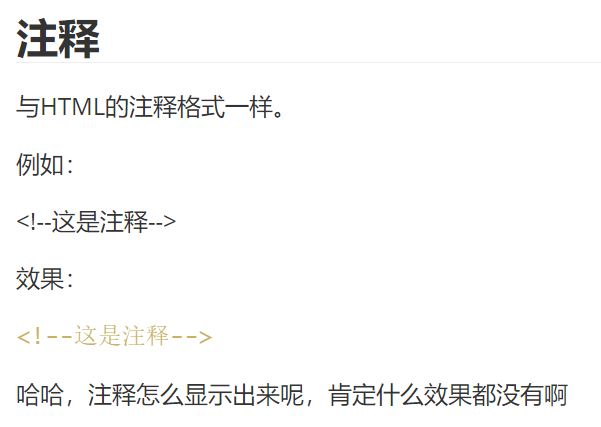 注释
与HTML的注释格式一样。
例如：
<!--这是注释-->
效果：
<!--这是注释-->
哈哈，注释怎么显示出来呢，肯定什么效果都没有啊